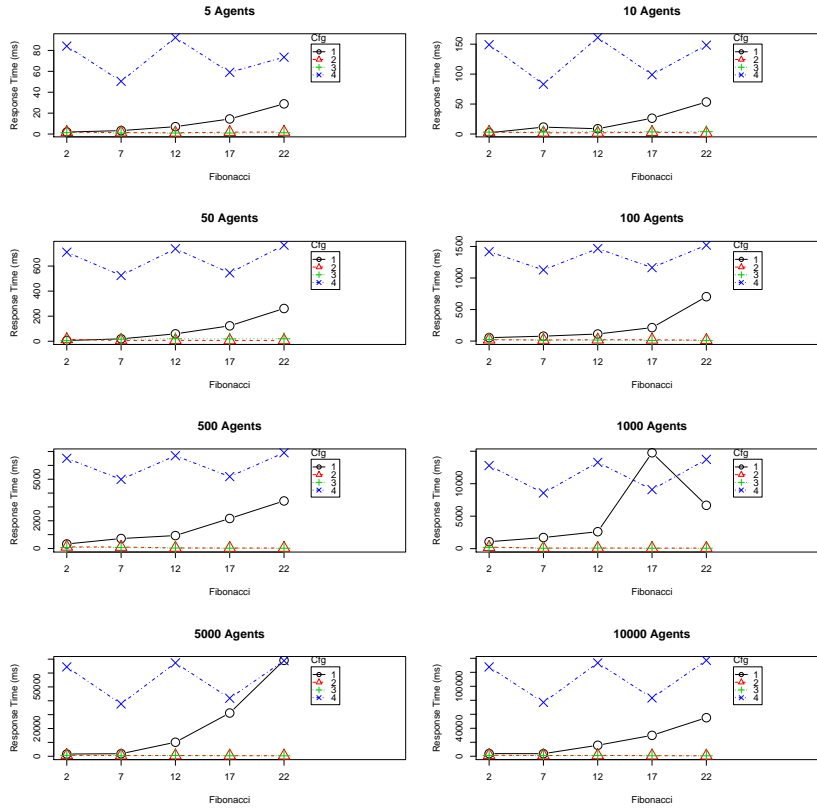 5 Agents
Response Time (ms)
0 20 40 60 80
2 7 12 17 22
Fibonacci
Cfg
1
2
3
4
10 Agents
Response Time (ms)
0 50 100 150
2 7 12 17 22
Fibonacci
Cfg
1
2
3
4
50 Agents
Response Time (ms)
0 200 400 600
2 7 12 17 22
Fibonacci
Cfg
1
2
3
4
100 Agents
Response Time (ms)
0 500 1000 1500
2 7 12 17 22
Fibonacci
Cfg
1
2
3
4
500 Agents
Response Time (ms)
0 2000 5000
2 7 12 17 22
Fibonacci
Cfg
1
2
3
4
1000 Agents
Response Time (ms)
0 5000 10000
2 7 12 17 22
Fibonacci
Cfg
1
2
3
4
5000 Agents
Response Time (ms)
0 20000 50000
2 7 12 17 22
Fibonacci
Cfg
1
2
3
4
10000 Agents
Response Time (ms)
0 40000 100000
2 7 12 17 22
Fibonacci
Cfg
1
2
3
4